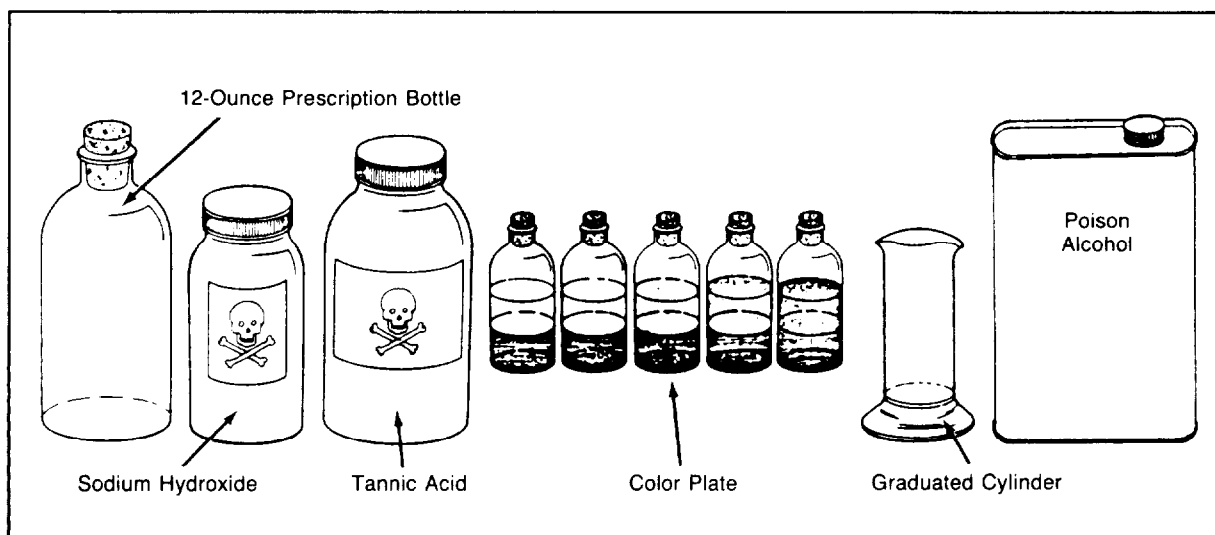 12-Ounce Prescription Bottle
Poison
Alcohol
Sodium Hydroxide
Tannic Acid
Color Plate
Graduated Cylinder